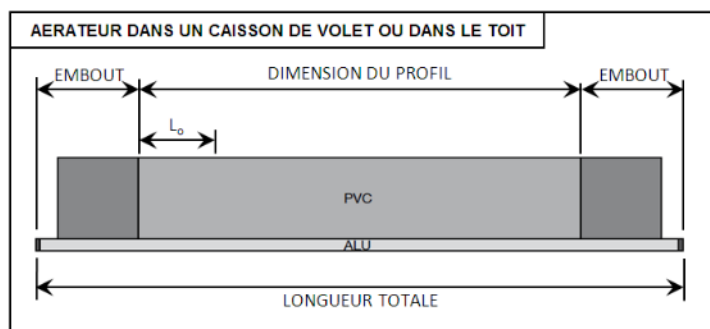 AERATEUR DANS UN CAISSON DE VOLET OU DANS LE TOIT
EMBOUT DIMENSION DU PROFIL EMBOUT
Lo
PVC
ALU
LONGUEUR TOTALE